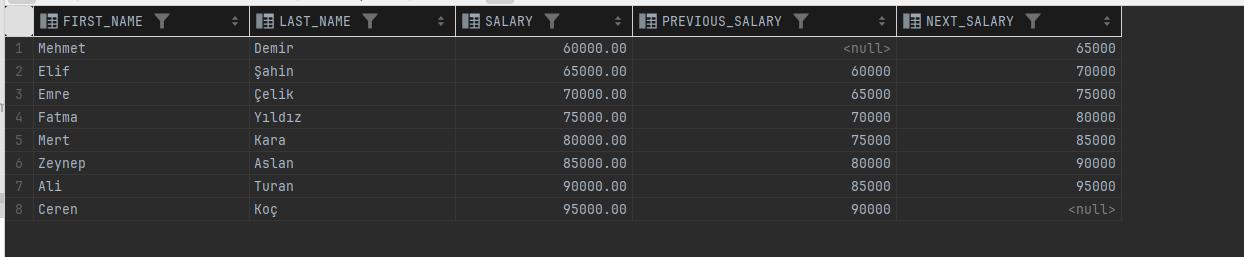 FIRST_NAME LAST_NAME SALARY PREVIOUS_SALARY NEXT_SALARY
1 Mehmet Demir 60000.00 <null> 65000
2 Elif Şahin 65000.00 60000 70000
3 Emre Çelik 70000.00 65000 75000
4 Fatma Yıldız 75000.00 70000 80000
5 Mert Kara 80000.00 75000 85000
6 Zeynep Aslan 85000.00 80000 90000
7 Ali Turan 90000.00 85000 95000
8 Ceren Koç 95000.00 90000 <null>